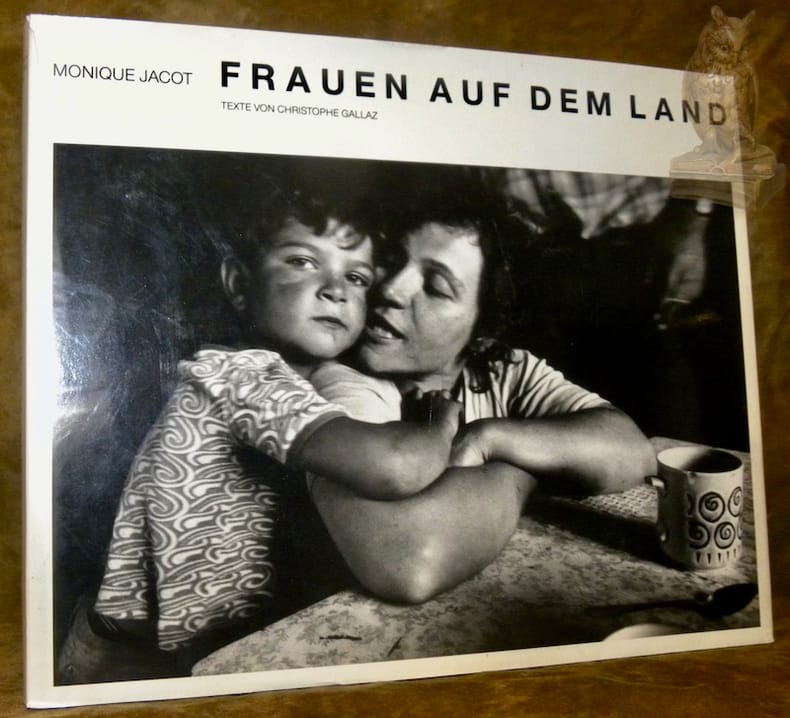 MONIQUE JACOT
FRAUEN AUF DEM LAND
TEXTE VON CHRISTOPHE GALLAZ